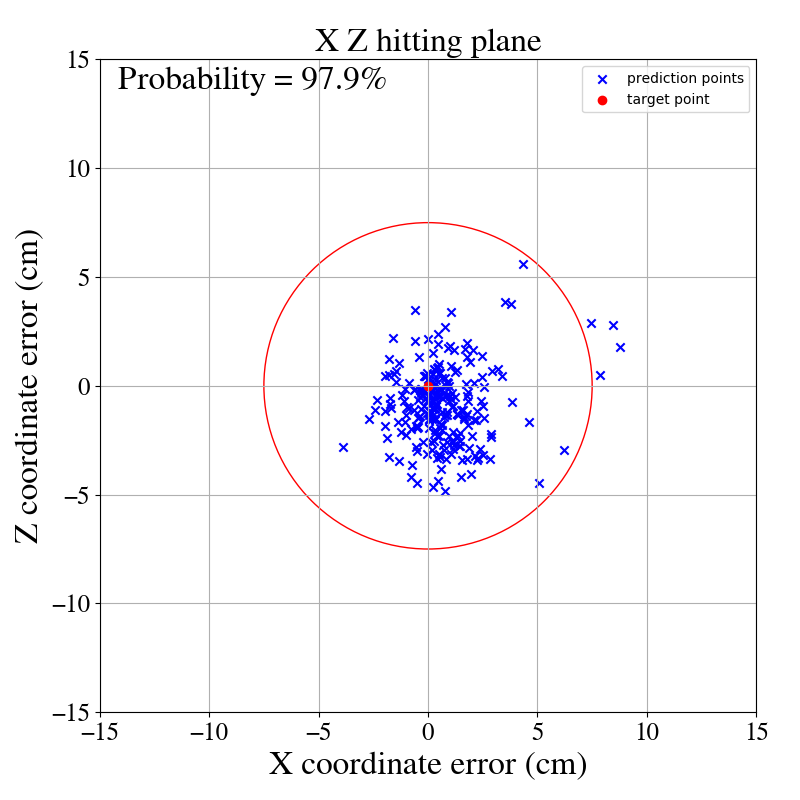 X Z hitting plane
Probability = 97.9%
prediction points
target point
15
10
5
0
−5
−10
−15
Z coordinate error (cm)
−15 −10 −5 0 5 10 15
X coordinate error (cm)